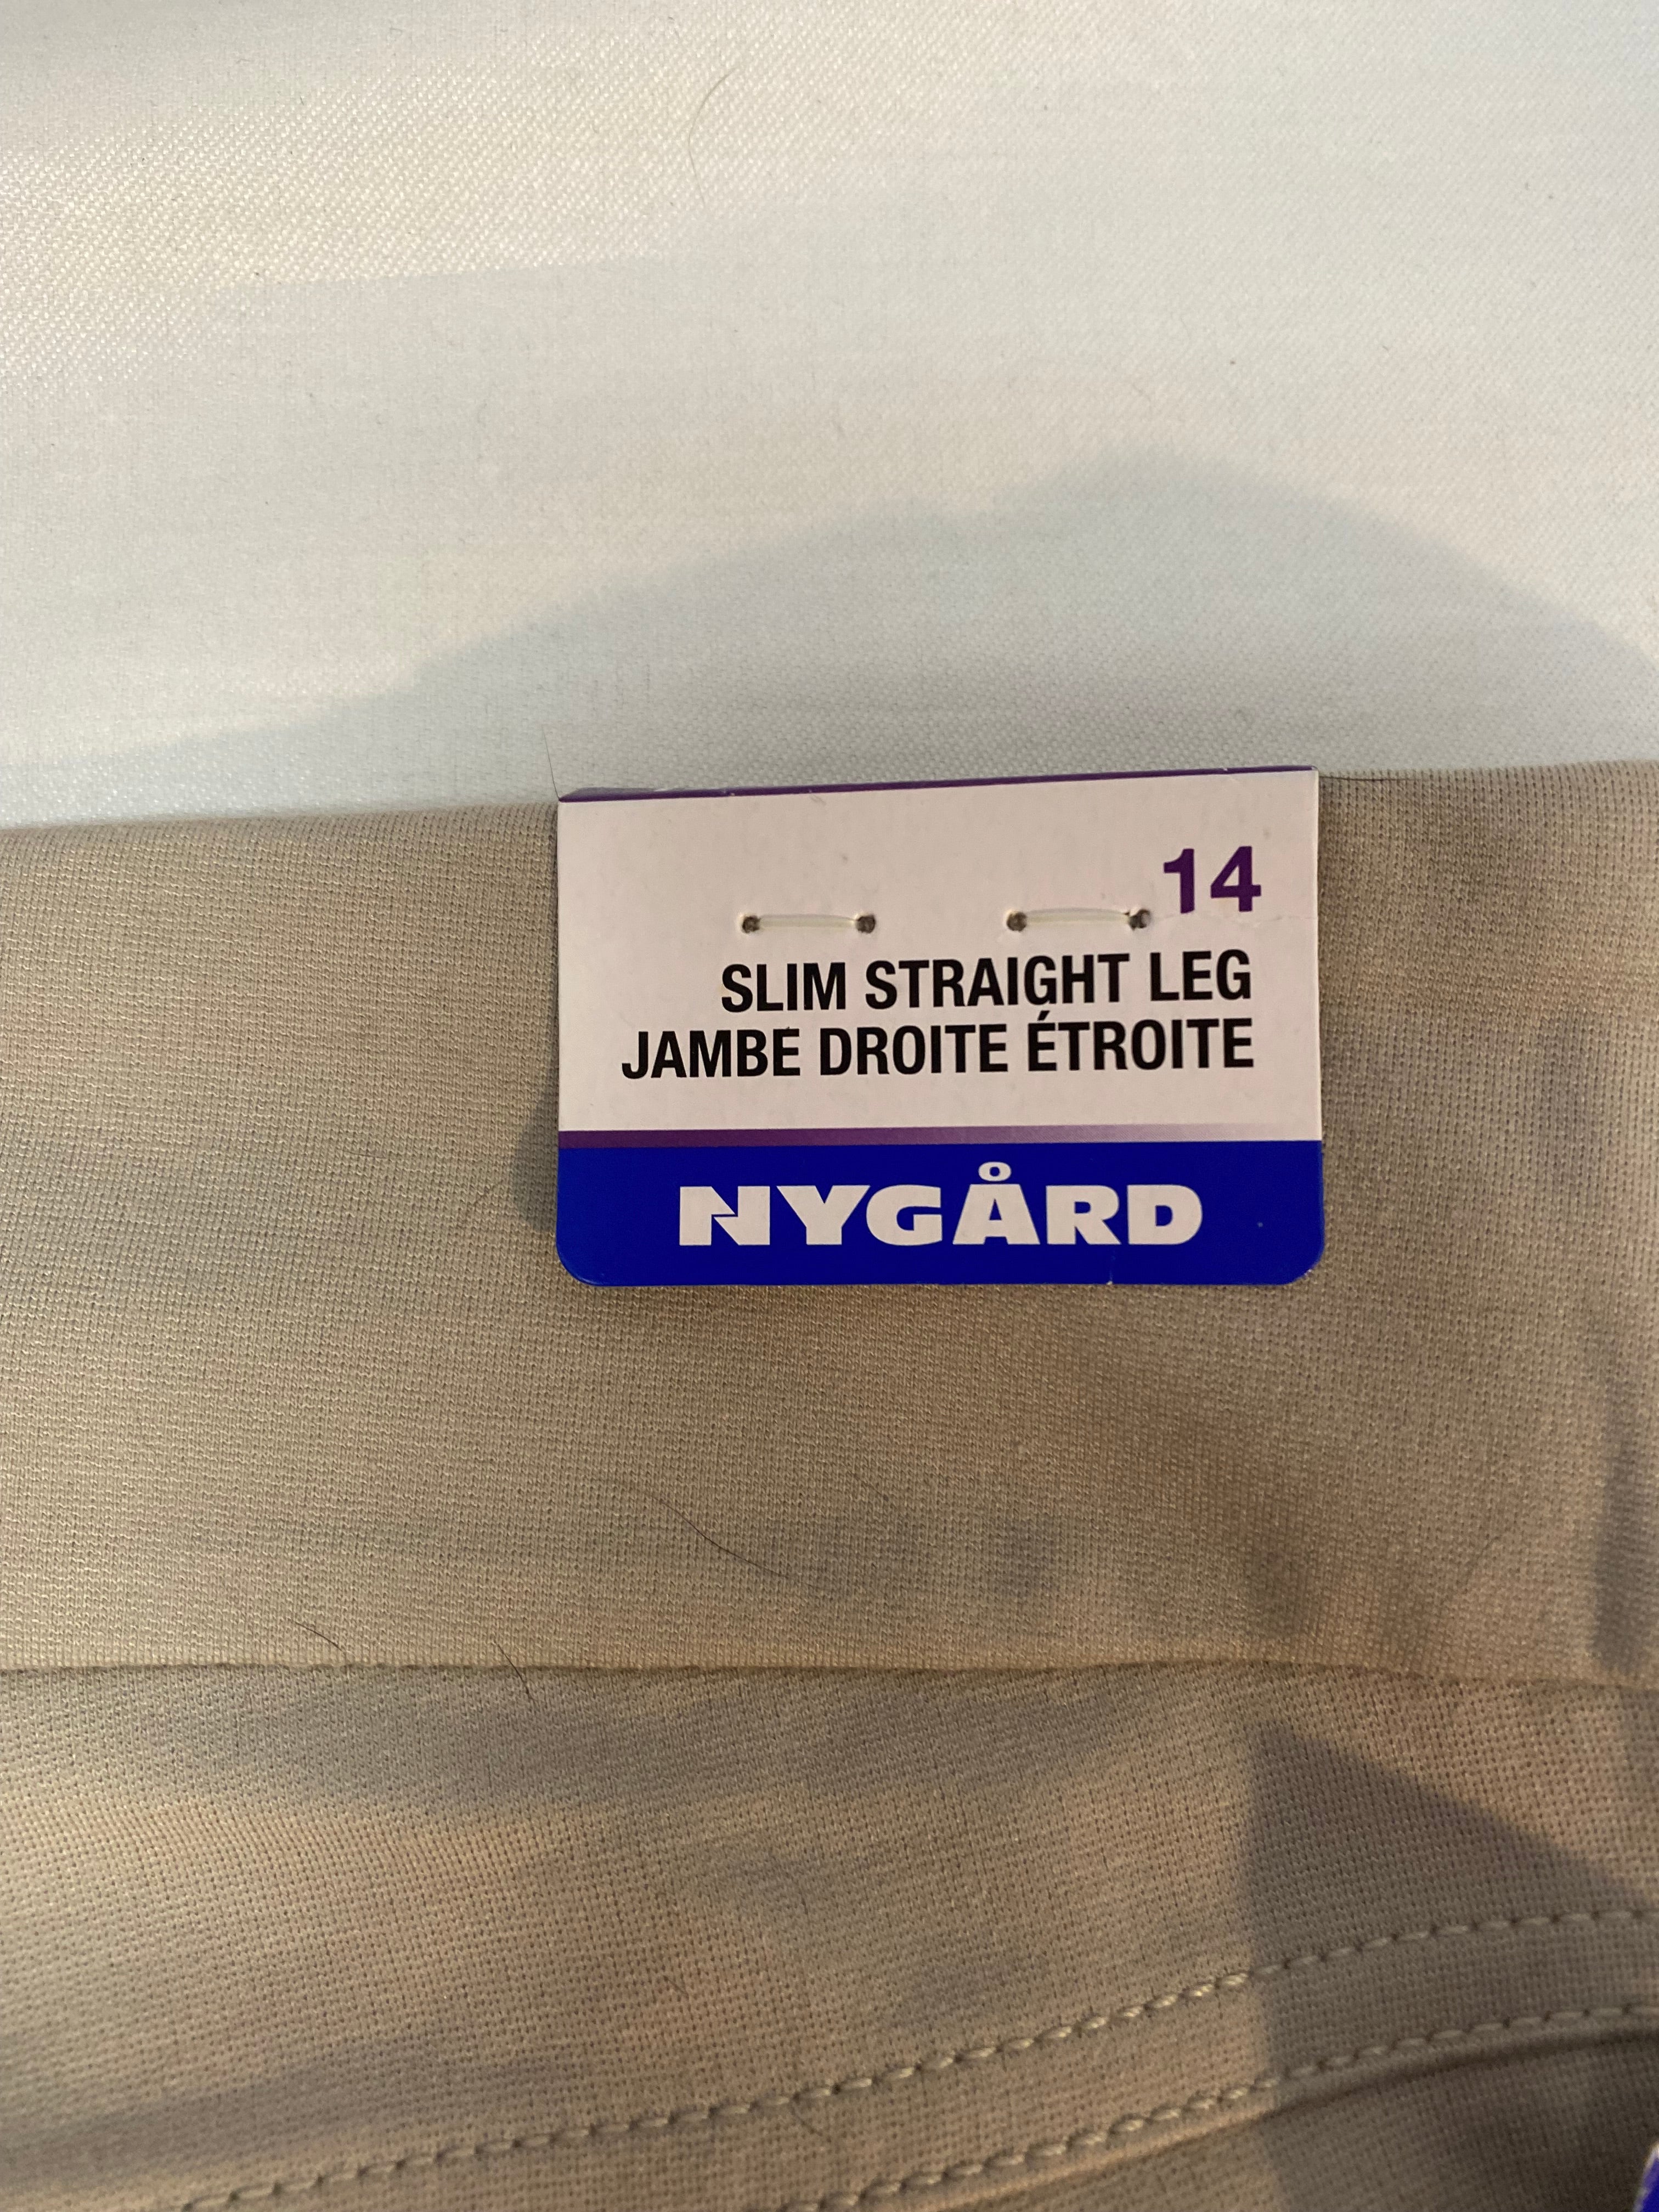 14
SLIM STRAIGHT LEG
JAMBE DROITE ÉTROITE
NYGÅRD